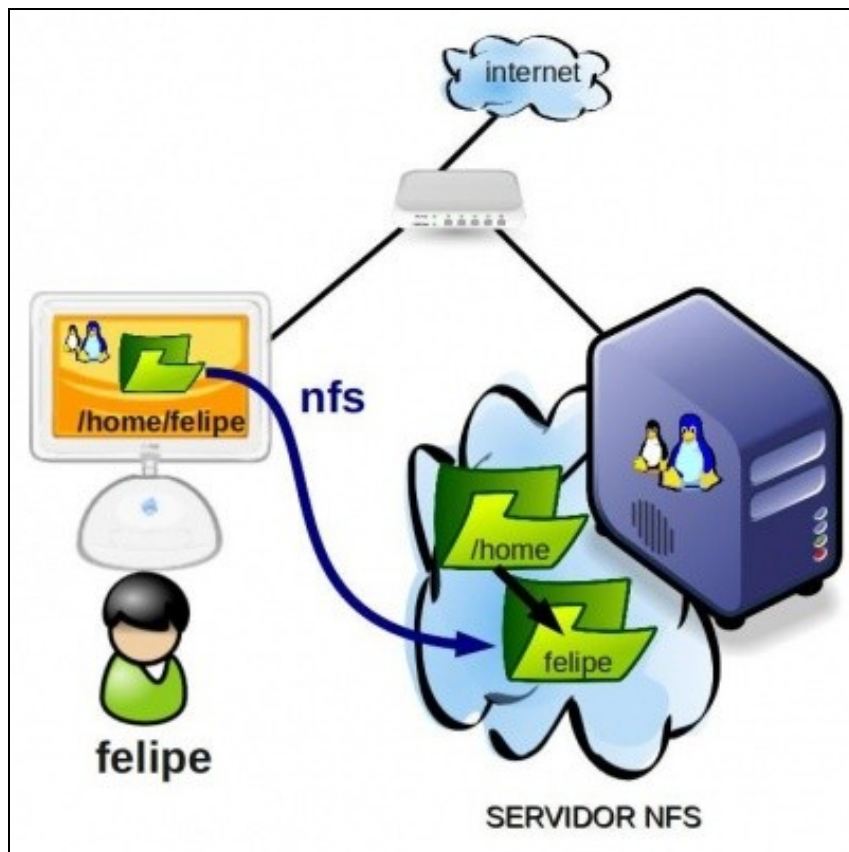 internet
nfs
/home/felipe
/home
felipe
felipe
SERVIDOR NFS